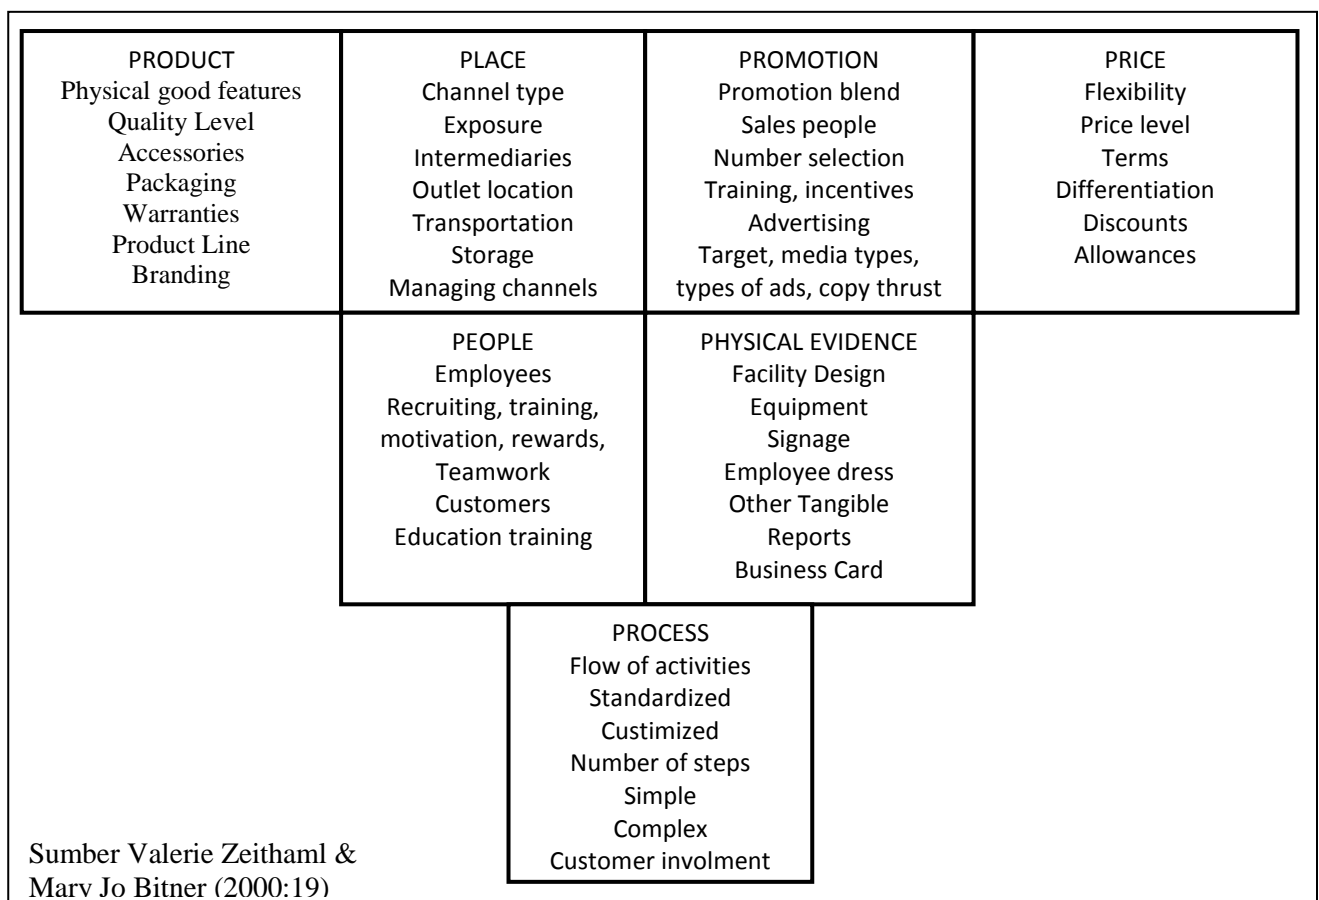 PRODUCT
Physical good features
Quality Level
Accessories
Packaging
Warranties
Product Line
Branding
PLACE
Channel type
Exposure
Intermediaries
Outlet location
Transportation
Storage
Managing channels
PROMOTION
Promotion blend
Sales people
Number selection
Training, incentives
Advertising
Target, media types,
types of ads, copy thrust
PRICE
Flexibility
Price level
Terms
Differentiation
Discounts
Allowances
PEOPLE
Employees
Recruiting, training,
motivation, rewards,
Teamwork
Customers
Education training
PHYSICAL EVIDENCE
Facility Design
Equipment
Signage
Employee dress
Other Tangible
Reports
Business Card
PROCESS
Flow of activities
Standardized
Custimized
Number of steps
Simple
Complex
Customer involment
Sumber Valerie Zeithaml &
Mary Jo Bitner (2000:19)